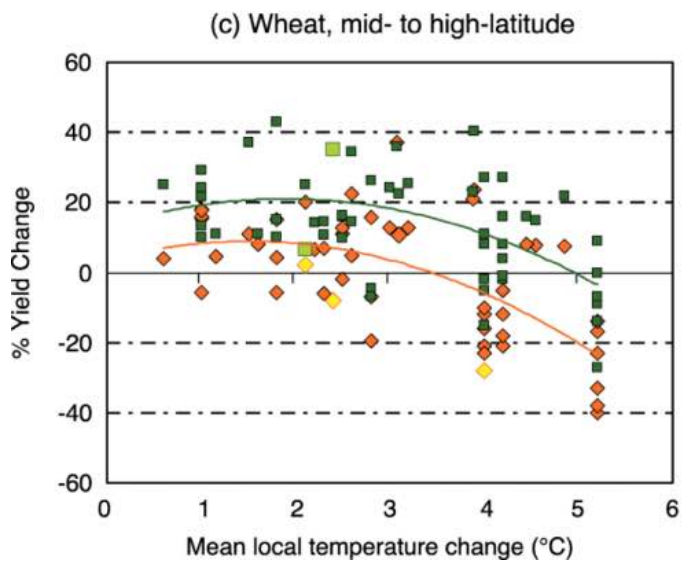 (c) Wheat, mid- to high-latitude
60
40
20
0
-20
-40
-60
% Yield Change
0 1 2 3 4 5 6
Mean local temperature change (°C)